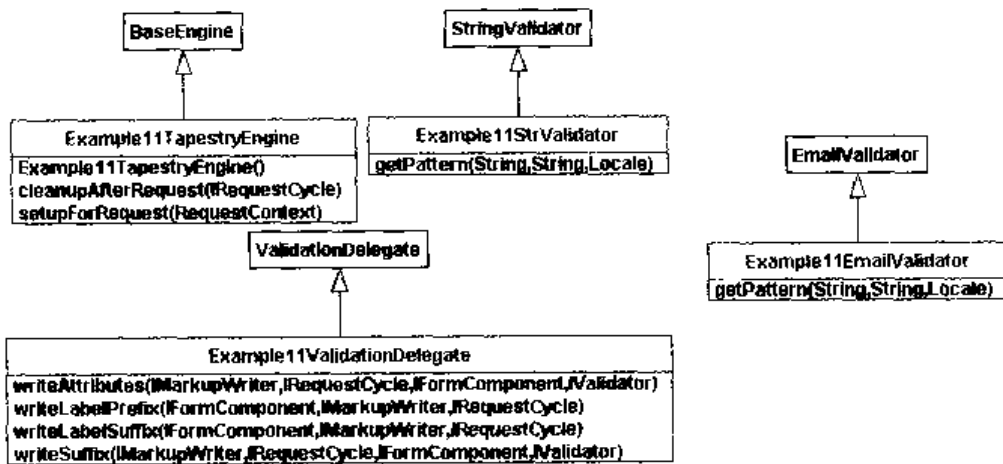 BaseEngine
StringValidator
Example11TapestryEngine
Example11TapestryEngine()
cleanupAfterRequest(IRequestCycle)
setupForRequest(RequestContext)
Example11StrValidator
getPattern(String,String,Locale)
EmailValidator
Example11EmailValidator
getPattern(String,String,Locale)
ValidationDelegate
Example11ValidationDelegate
writeAttributes(IMarkupWriter,IRequestCycle,IFormComponent,IValidator)
writeLabelPrefix(IFormComponent,IMarkupWriter,IRequestCycle)
writeLabelSuffix(IFormComponent,IMarkupWriter,IRequestCycle)
writeSuffix(IMarkupWriter,IRequestCycle,IFormComponent,IValidator)